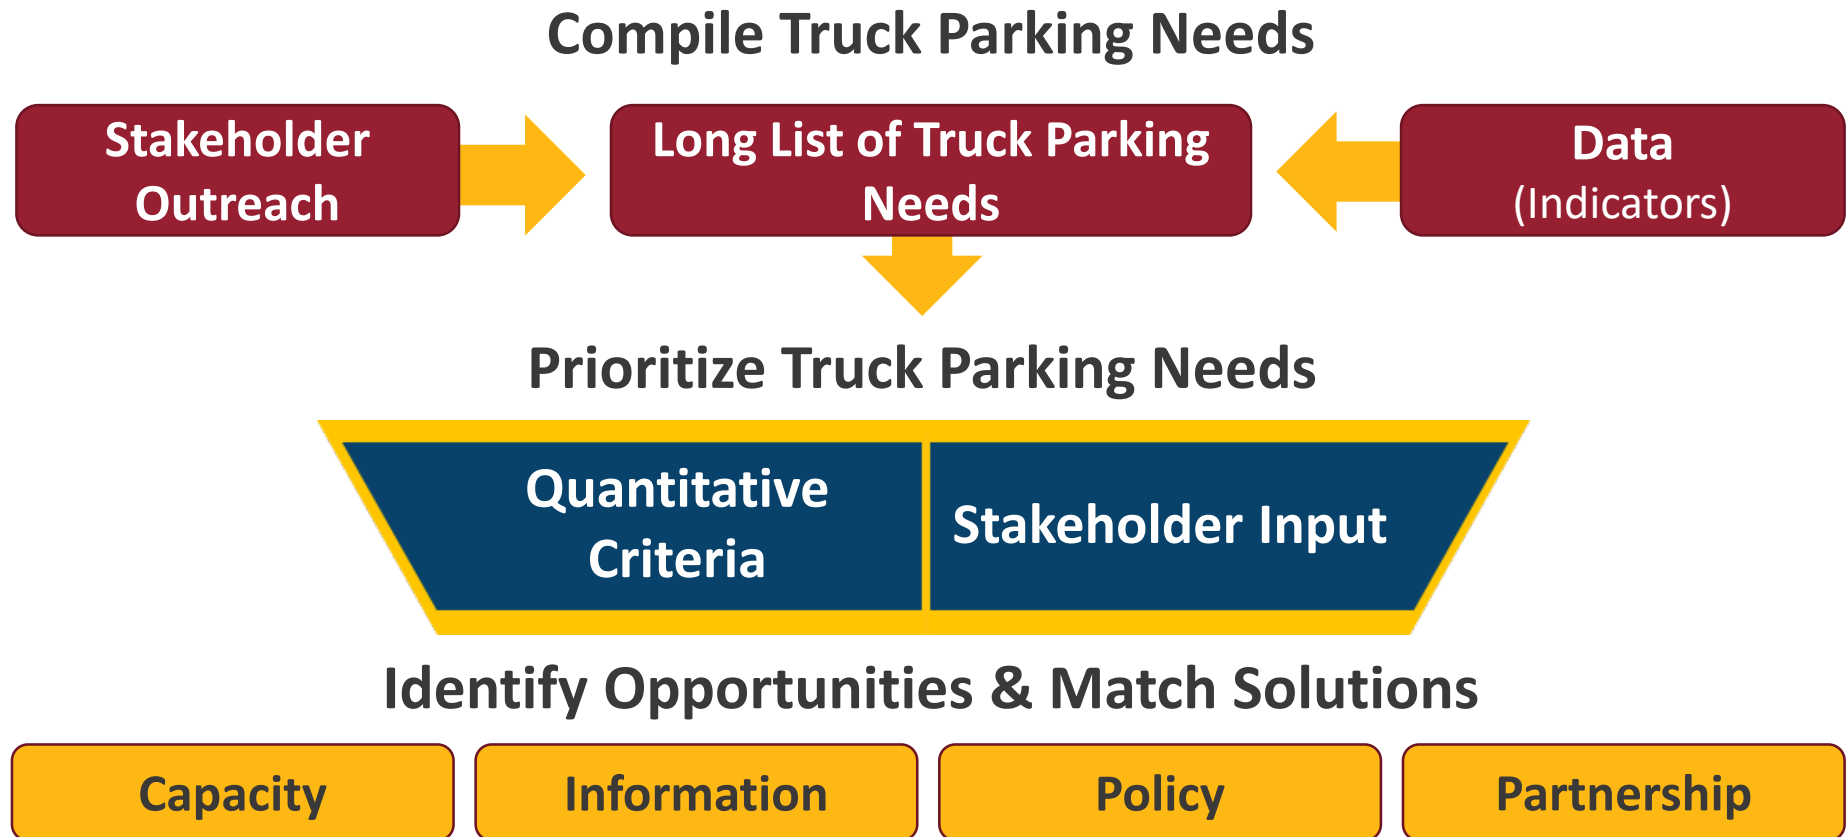 Compile Truck Parking Needs
Stakeholder
Outreach
Long List of Truck Parking
Needs
Data
(Indicators)
Prioritize Truck Parking Needs
Quantitative
Criteria
Stakeholder Input
Identify Opportunities & Match Solutions
Capacity
Information
Policy
Partnership